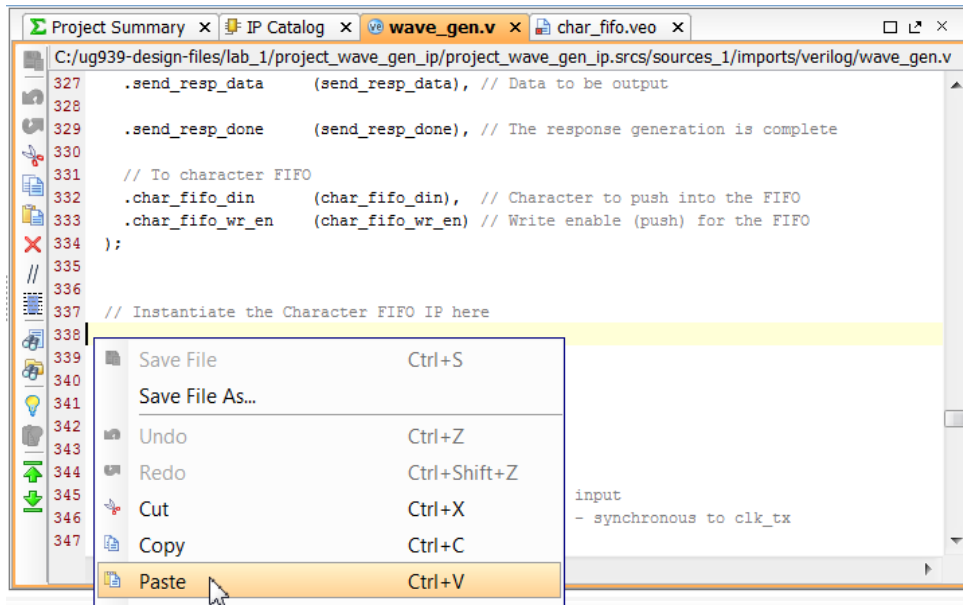 Project Summary × IP Catalog × wave_gen.v × char_fifo.veo ×
C:/ug939-design-files/lab_1/project_wave_gen_ip/project_wave_gen_ip.srcs/sources_1/imports/verilog/wave_gen.v
327 .send_resp_data (send_resp_data), // Data to be output
328
329 .send_resp_done (send_resp_done), // The response generation is complete
330
331 // To character FIFO
332 .char_fifo_din (char_fifo_din), // Character to push into the FIFO
333 .char_fifo_wr_en (char_fifo_wr_en) // Write enable (push) for the FIFO
334 );
335
336
337 // Instantiate the Character FIFO IP here
338
339
Save File Ctrl+S
340
341
Save File As...
342
Undo Ctrl+Z
343
344
Redo Ctrl+Shift+Z
345 input
Cut Ctrl+X
346 - synchronous to clk_tx
347
Copy Ctrl+C
Paste Ctrl+V